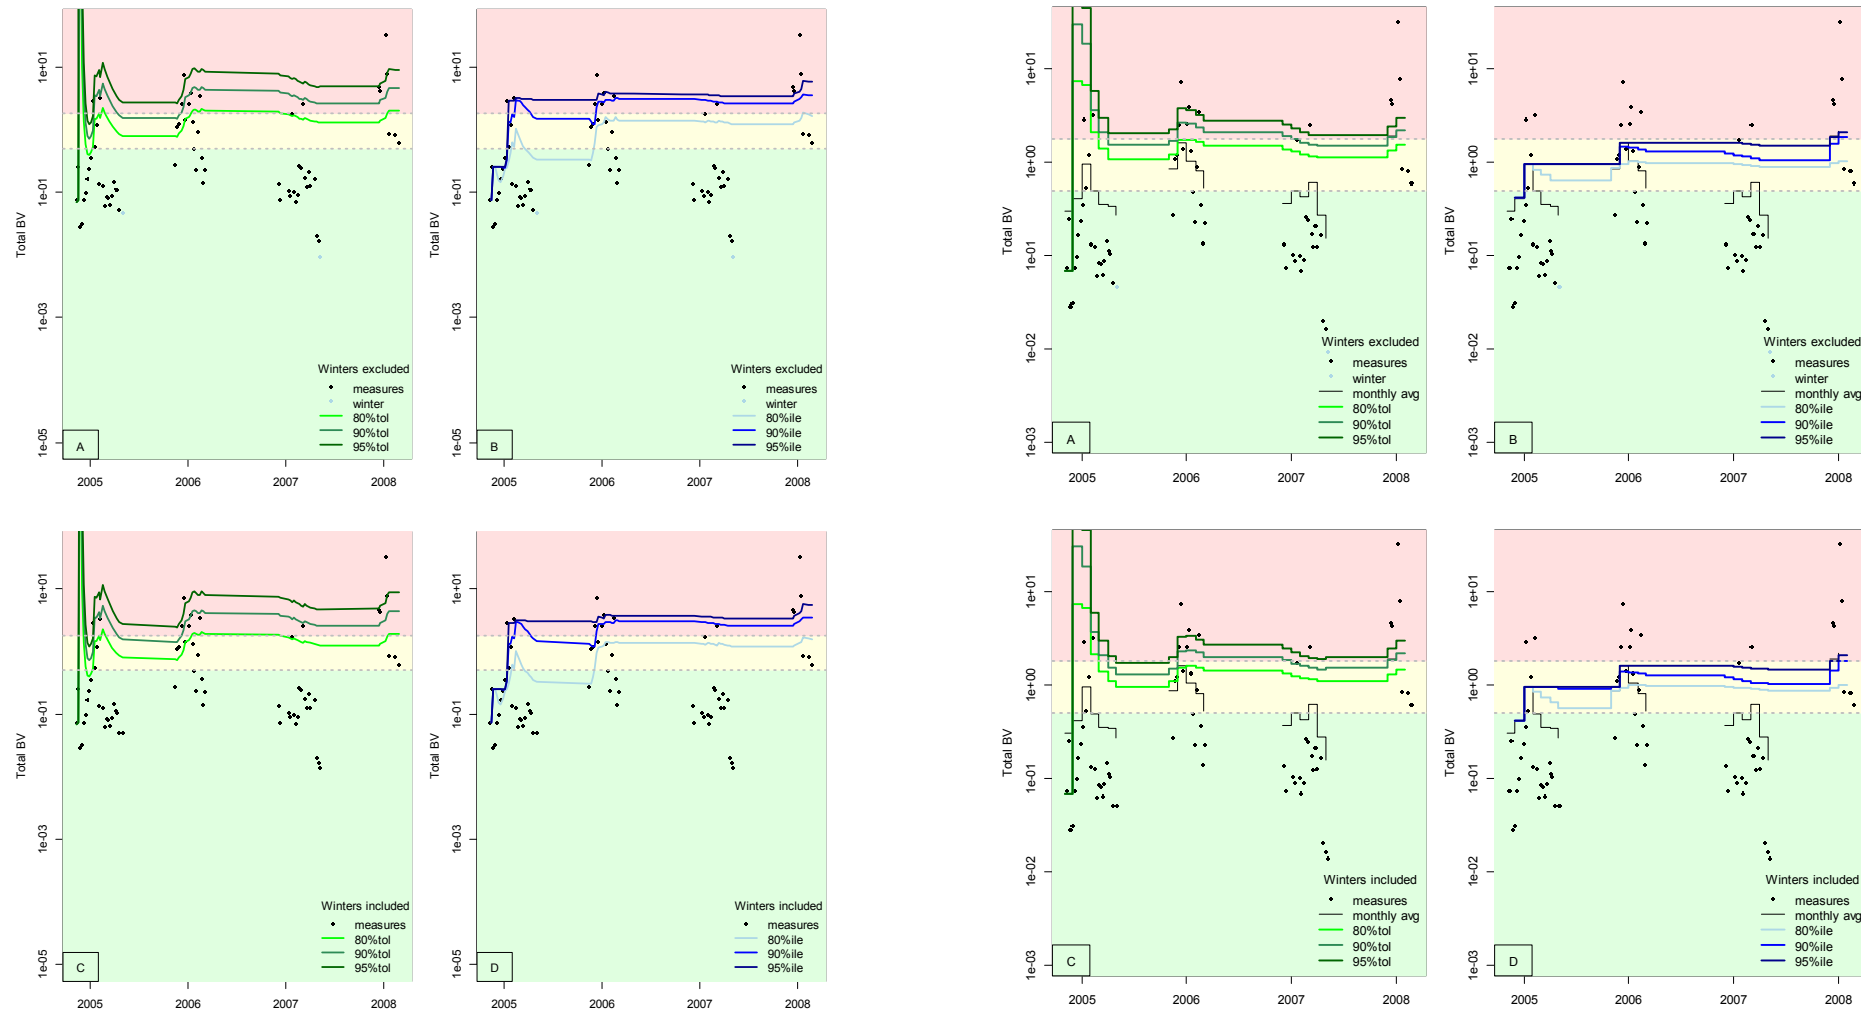 Total BV
1e+01
1e-01
1e-03
1e-05
Winters excluded
measures
winter
80%tol
90%tol
95%tol
A
2005
2006
2007
2008
Total BV
1e+01
1e-01
1e-03
1e-05
Winters excluded
measures
winter
80%ile
90%ile
95%ile
B
2005
2006
2007
2008
Total BV
1e+01
1e+00
1e-01
1e-02
1e-03
Winters excluded
measures
winter
monthly avg
80%tol
90%tol
95%tol
A
2005
2006
2007
2008
Total BV
1e+01
1e+00
1e-01
1e-02
1e-03
Winters excluded
measures
winter
monthly avg
80%ile
90%ile
95%ile
B
2005
2006
2007
2008
Total BV
1e+01
1e-01
1e-03
1e-05
Winters included
measures
80%tol
90%tol
95%tol
C
2005
2006
2007
2008
Total BV
1e+01
1e-01
1e-03
1e-05
Winters included
measures
80%ile
90%ile
95%ile
D
2005
2006
2007
2008
Total BV
1e+01
1e+00
1e-01
1e-02
1e-03
Winters included
measures
monthly avg
80%tol
90%tol
95%tol
C
2005
2006
2007
2008
Total BV
1e+01
1e+00
1e-01
1e-02
1e-03
Winters included
measures
monthly avg
80%ile
90%ile
95%ile
D
2005
2006
2007
2008